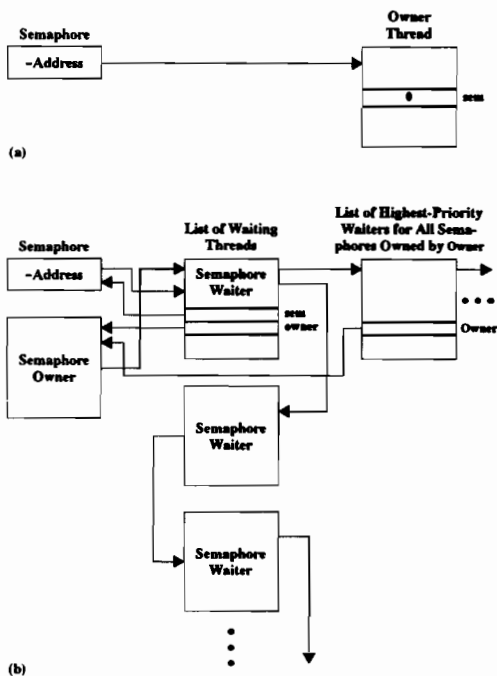 Owner
Thread
Semaphore
-Address
0
sem
(a)
List of Highest-Priority
Waiters for All Sema-
phores Owned by Owner
List of Waiting
Threads
Semaphore
-Address
Semaphore
Waiter
sem
owner
Owner
Semaphore
Owner
Semaphore
Waiter
Semaphore
Waiter
(b)